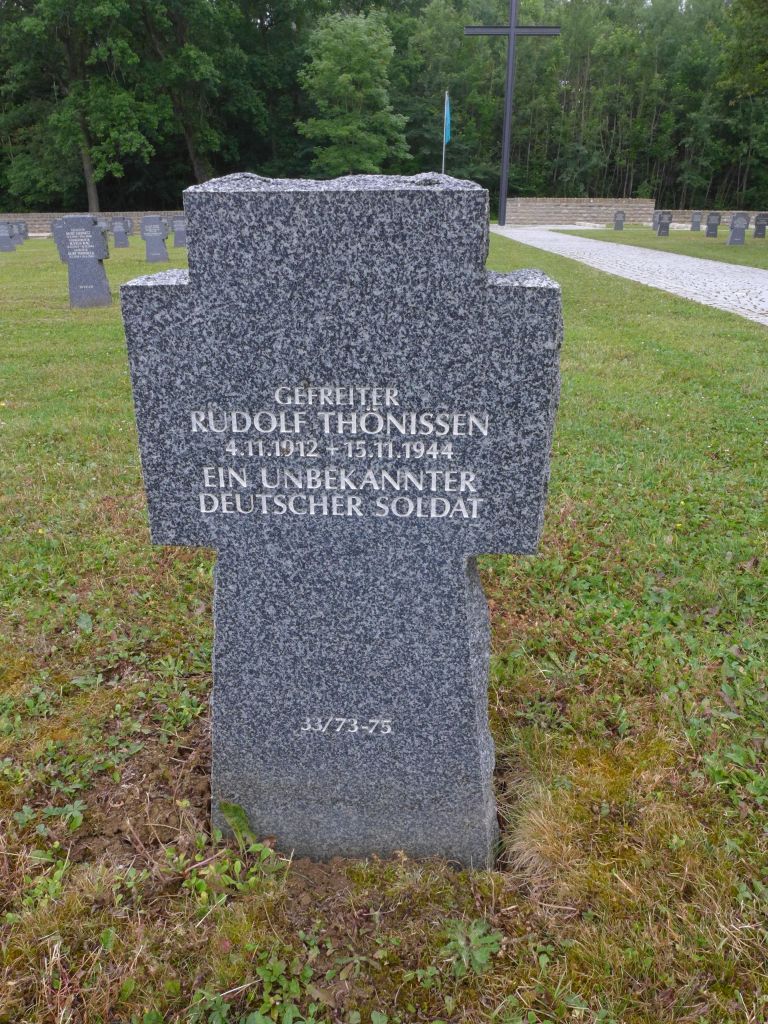 GEFREITER
RUDOLF THÖNISSEN
4.11.1912 + 15.11.1944
EIN UNBEKANNTER
DEUTSCHER SOLDAT
33/73-75